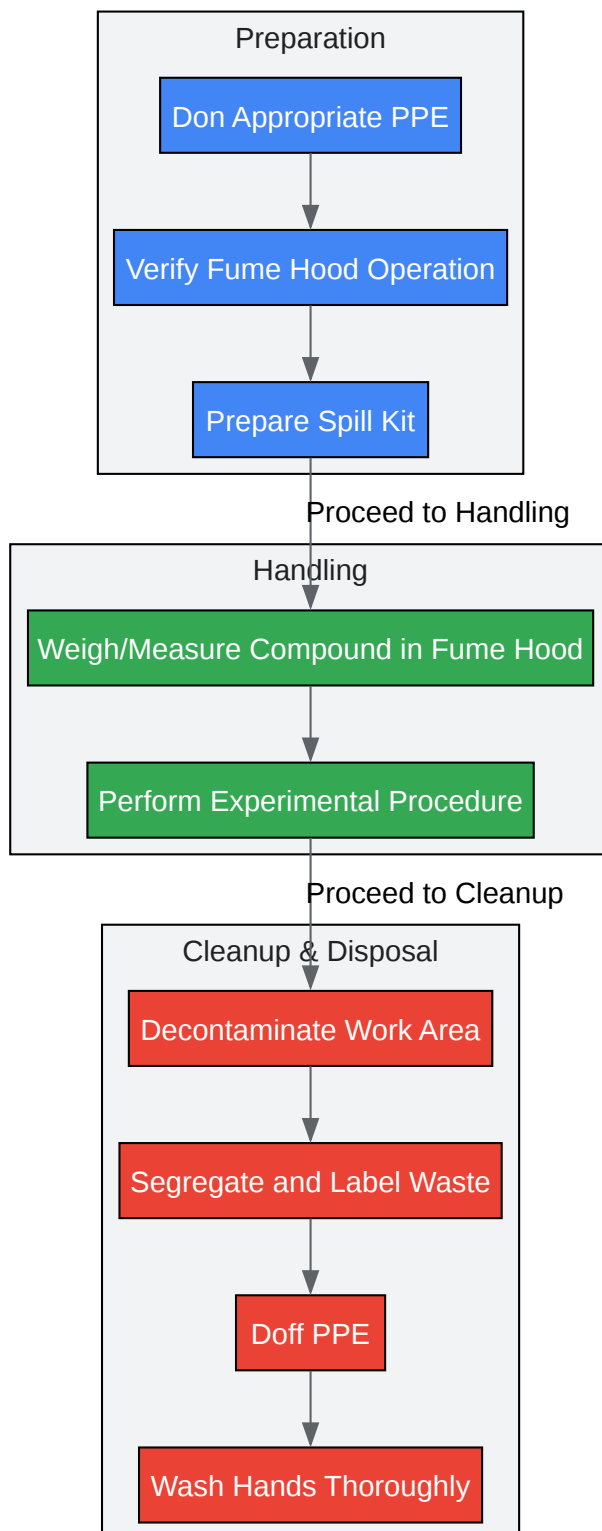 Preparation
Don Appropriate PPE
Verify Fume Hood Operation
Prepare Spill Kit
Proceed to Handling
Handling
Weigh/Measure Compound in Fume Hood
Perform Experimental Procedure
Proceed to Cleanup
Cleanup & Disposal
Decontaminate Work Area
Segregate and Label Waste
Doff PPE
Wash Hands Thoroughly